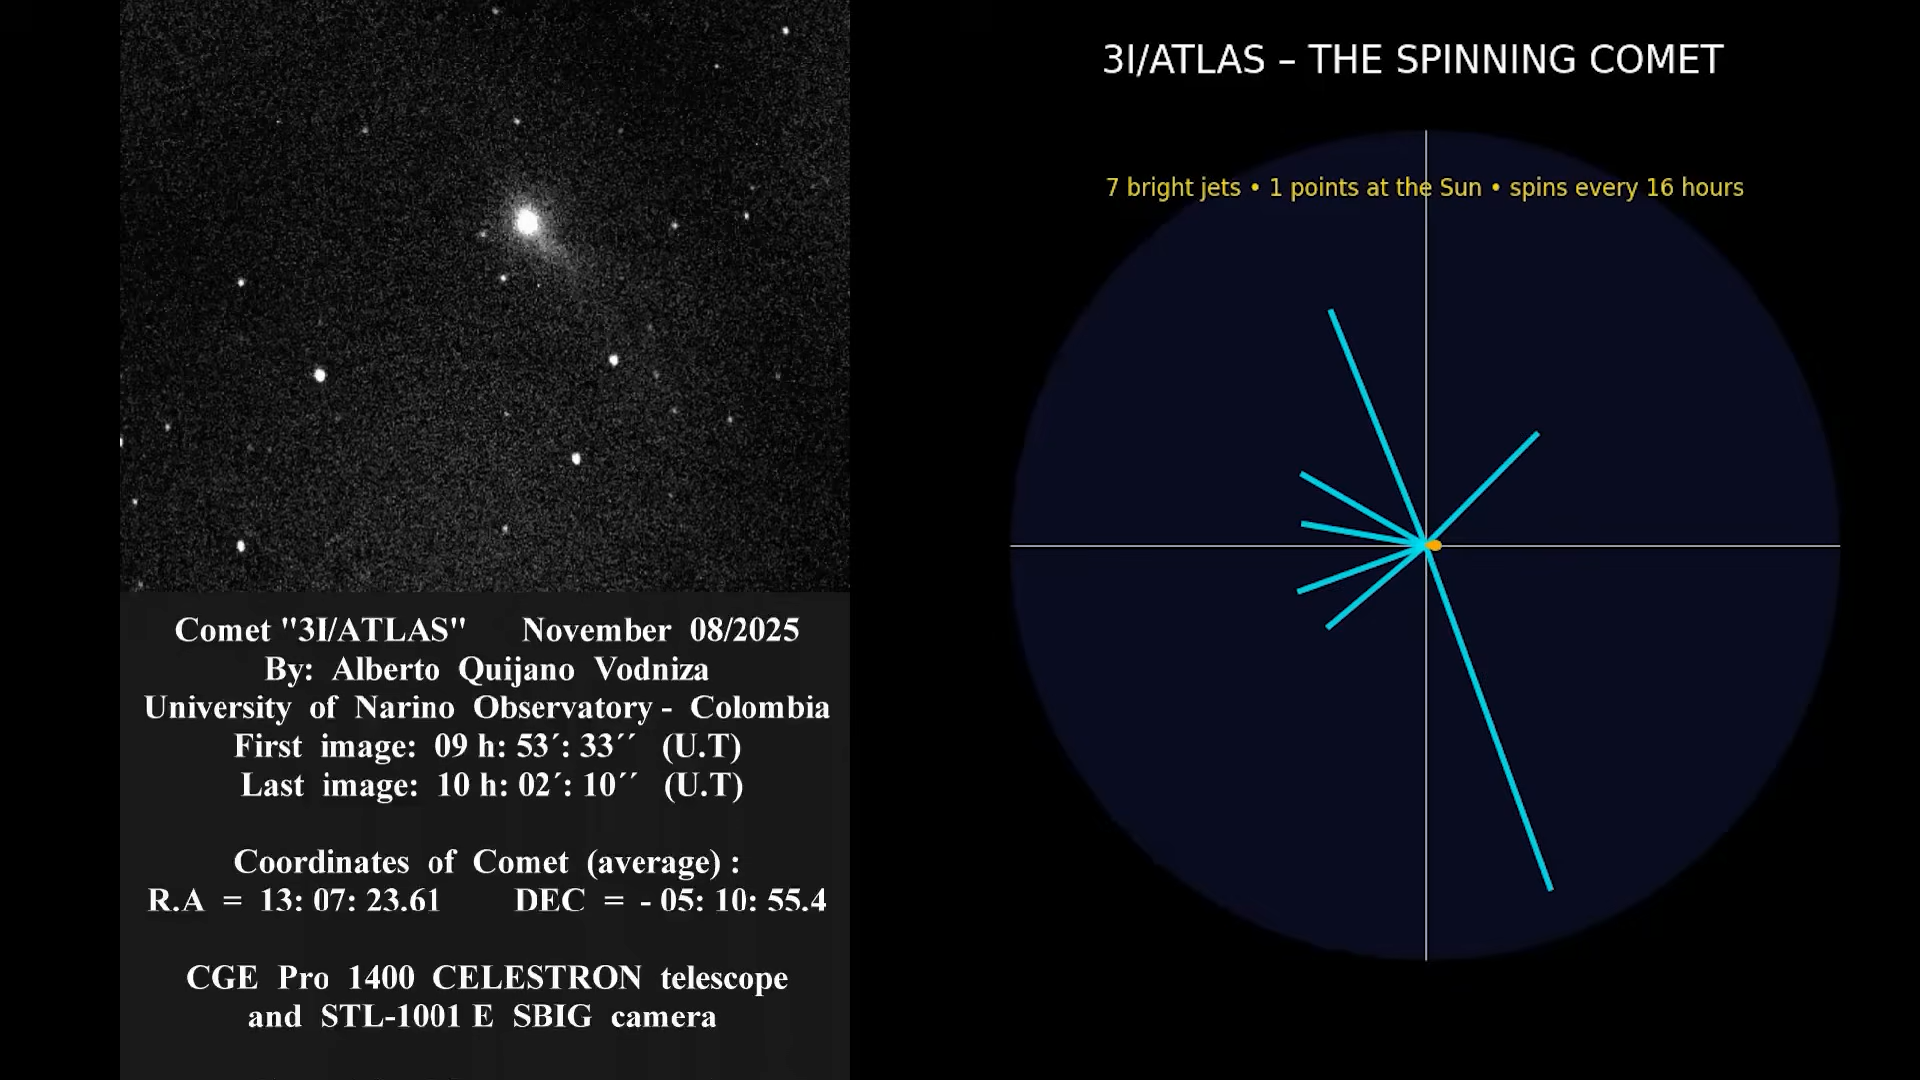 Comet "3I/ATLAS" November 08/2025
By: Alberto Quijano Vodniza
University of Narino Observatory - Colombia
First image: 09 h: 53´: 33´´ (U.T)
Last image: 10 h: 02´: 10´´ (U.T)
Coordinates of Comet (average) :
R.A = 13: 07: 23.61 DEC = - 05: 10: 55.4
CGE Pro 1400 CELESTRON telescope
and STL-1001 E SBIG camera
3I/ATLAS – THE SPINNING COMET
7 bright jets • 1 points at the Sun • spins every 16 hours